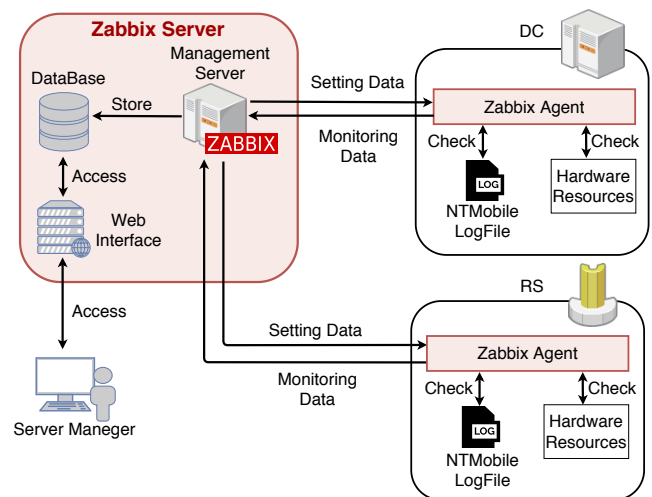 Zabbix Server
Management
Server
DataBase
Store
ZABBIX
Access
Web
Interface
Access
Server Maneger
Setting Data
Monitoring
Data
DC
Zabbix Agent
Check
Check
LOG
NTMobile
LogFile
Hardware
Resources
Setting Data
Monitoring
Data
RS
Zabbix Agent
Check
Check
LOG
NTMobile
LogFile
Hardware
Resources